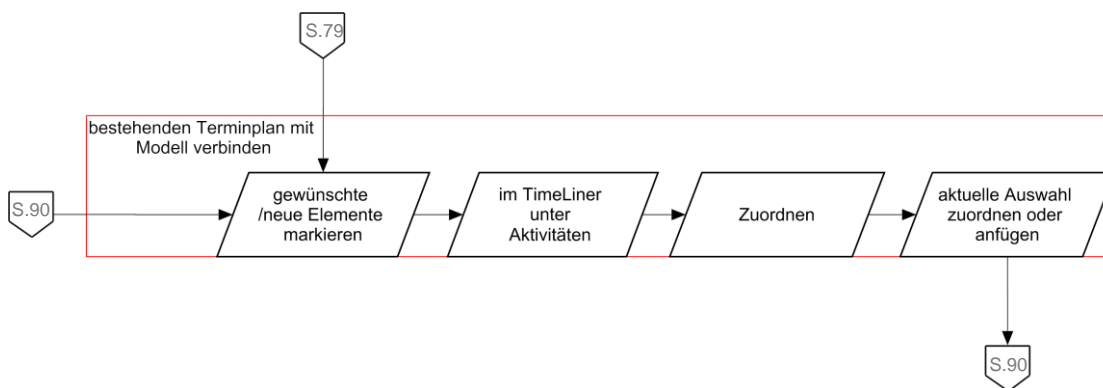 S.79
bestehenden Terminplan mit
Modell verbinden
S.90
gewünschte
/neue Elemente
markieren
im TimeLiner
unter
Aktivitäten
Zuordnen
aktuelle Auswahl
zuordnen oder
anfügen
S.90